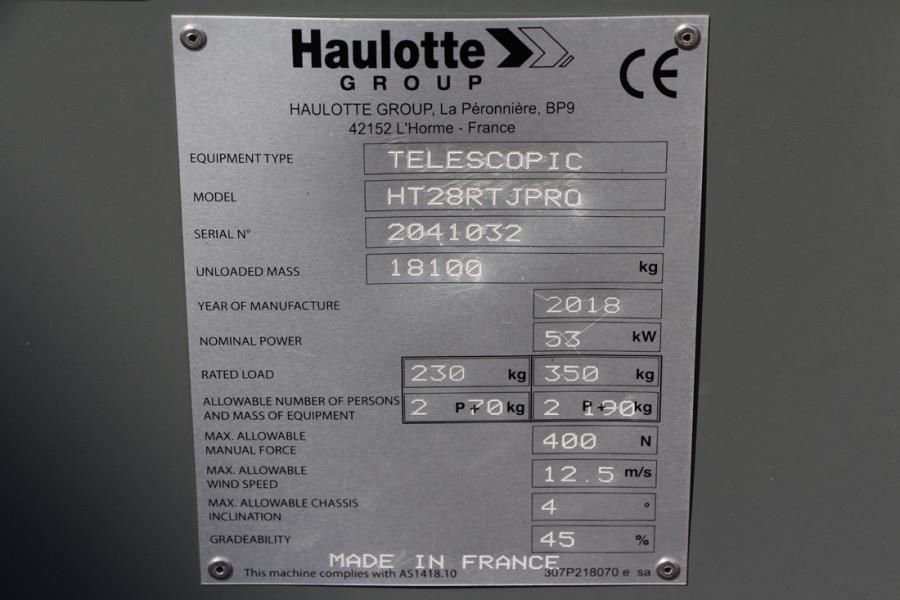 Haulotte
GROUP
CE
HAULOTTE GROUP, La Péronnière, BP9
42152 L'Horme - France
EQUIPMENT TYPE TELESCOPIC
MODEL HT28RTJPRO
SERIAL N° 2041032
UNLOADED MASS 18100 kg
YEAR OF MANUFACTURE 2018
NOMINAL POWER 53 kW
RATED LOAD 230 kg 350 kg
ALLOWABLE NUMBER OF PERSONS
AND MASS OF EQUIPMENT 2 P+ 70kg 2 P+ 190kg
MAX. ALLOWABLE
MANUAL FORCE 400 N
MAX. ALLOWABLE
WIND SPEED 12.5 m/s
MAX. ALLOWABLE CHASSIS
INCLINATION 4 °
GRADEABILITY 45 %
MADE IN FRANCE
This machine complies with AS1418.10 307P218070 e sa